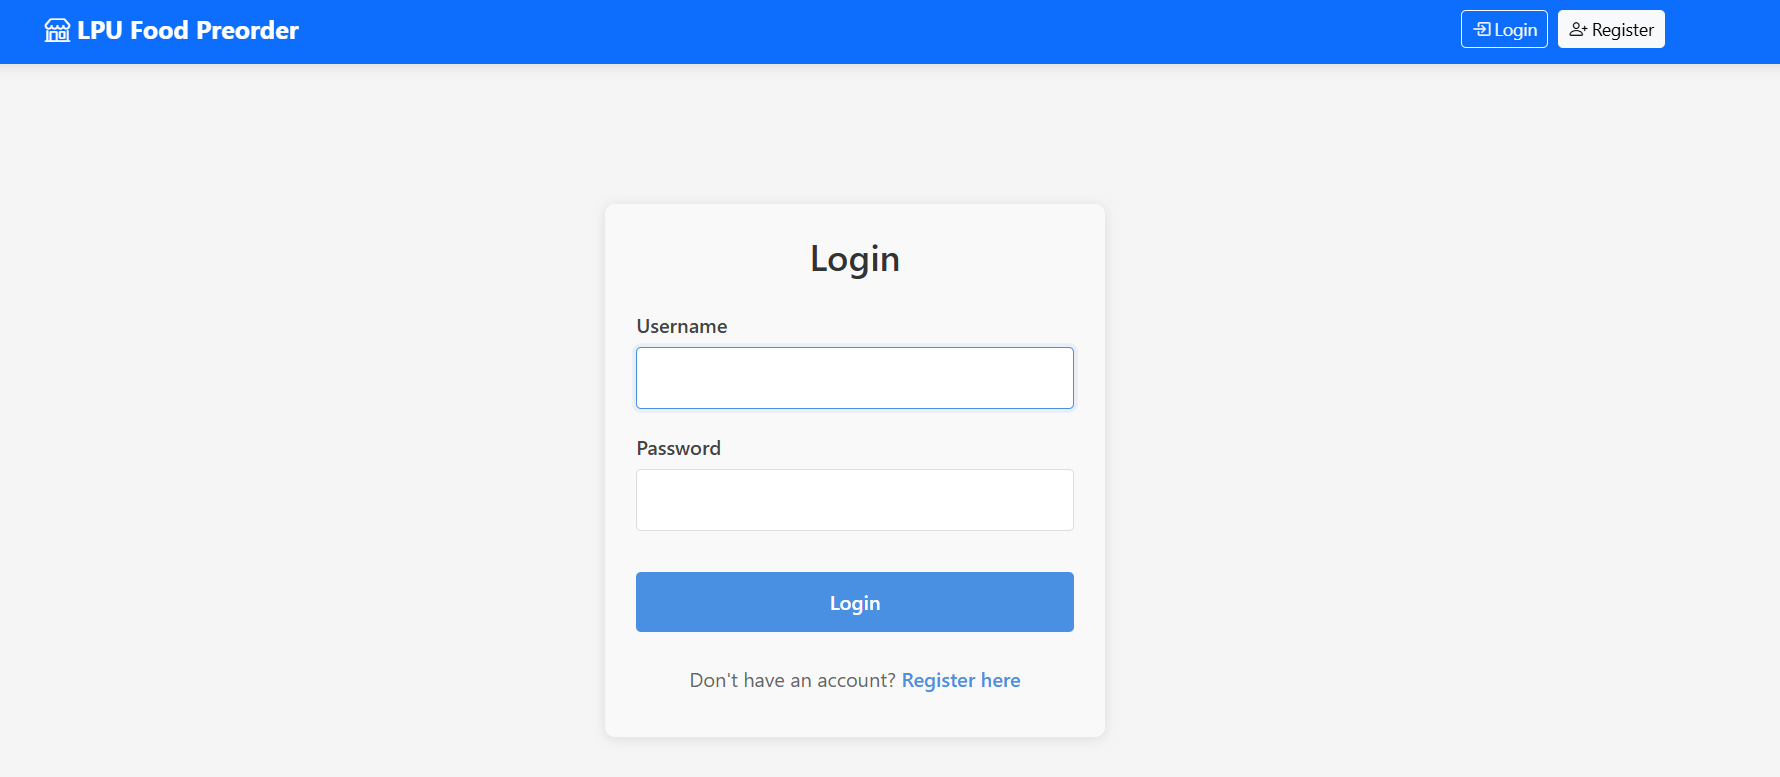 LPU Food Preorder
Login
Register
Login
Username
Password
Login
Don't have an account? Register here